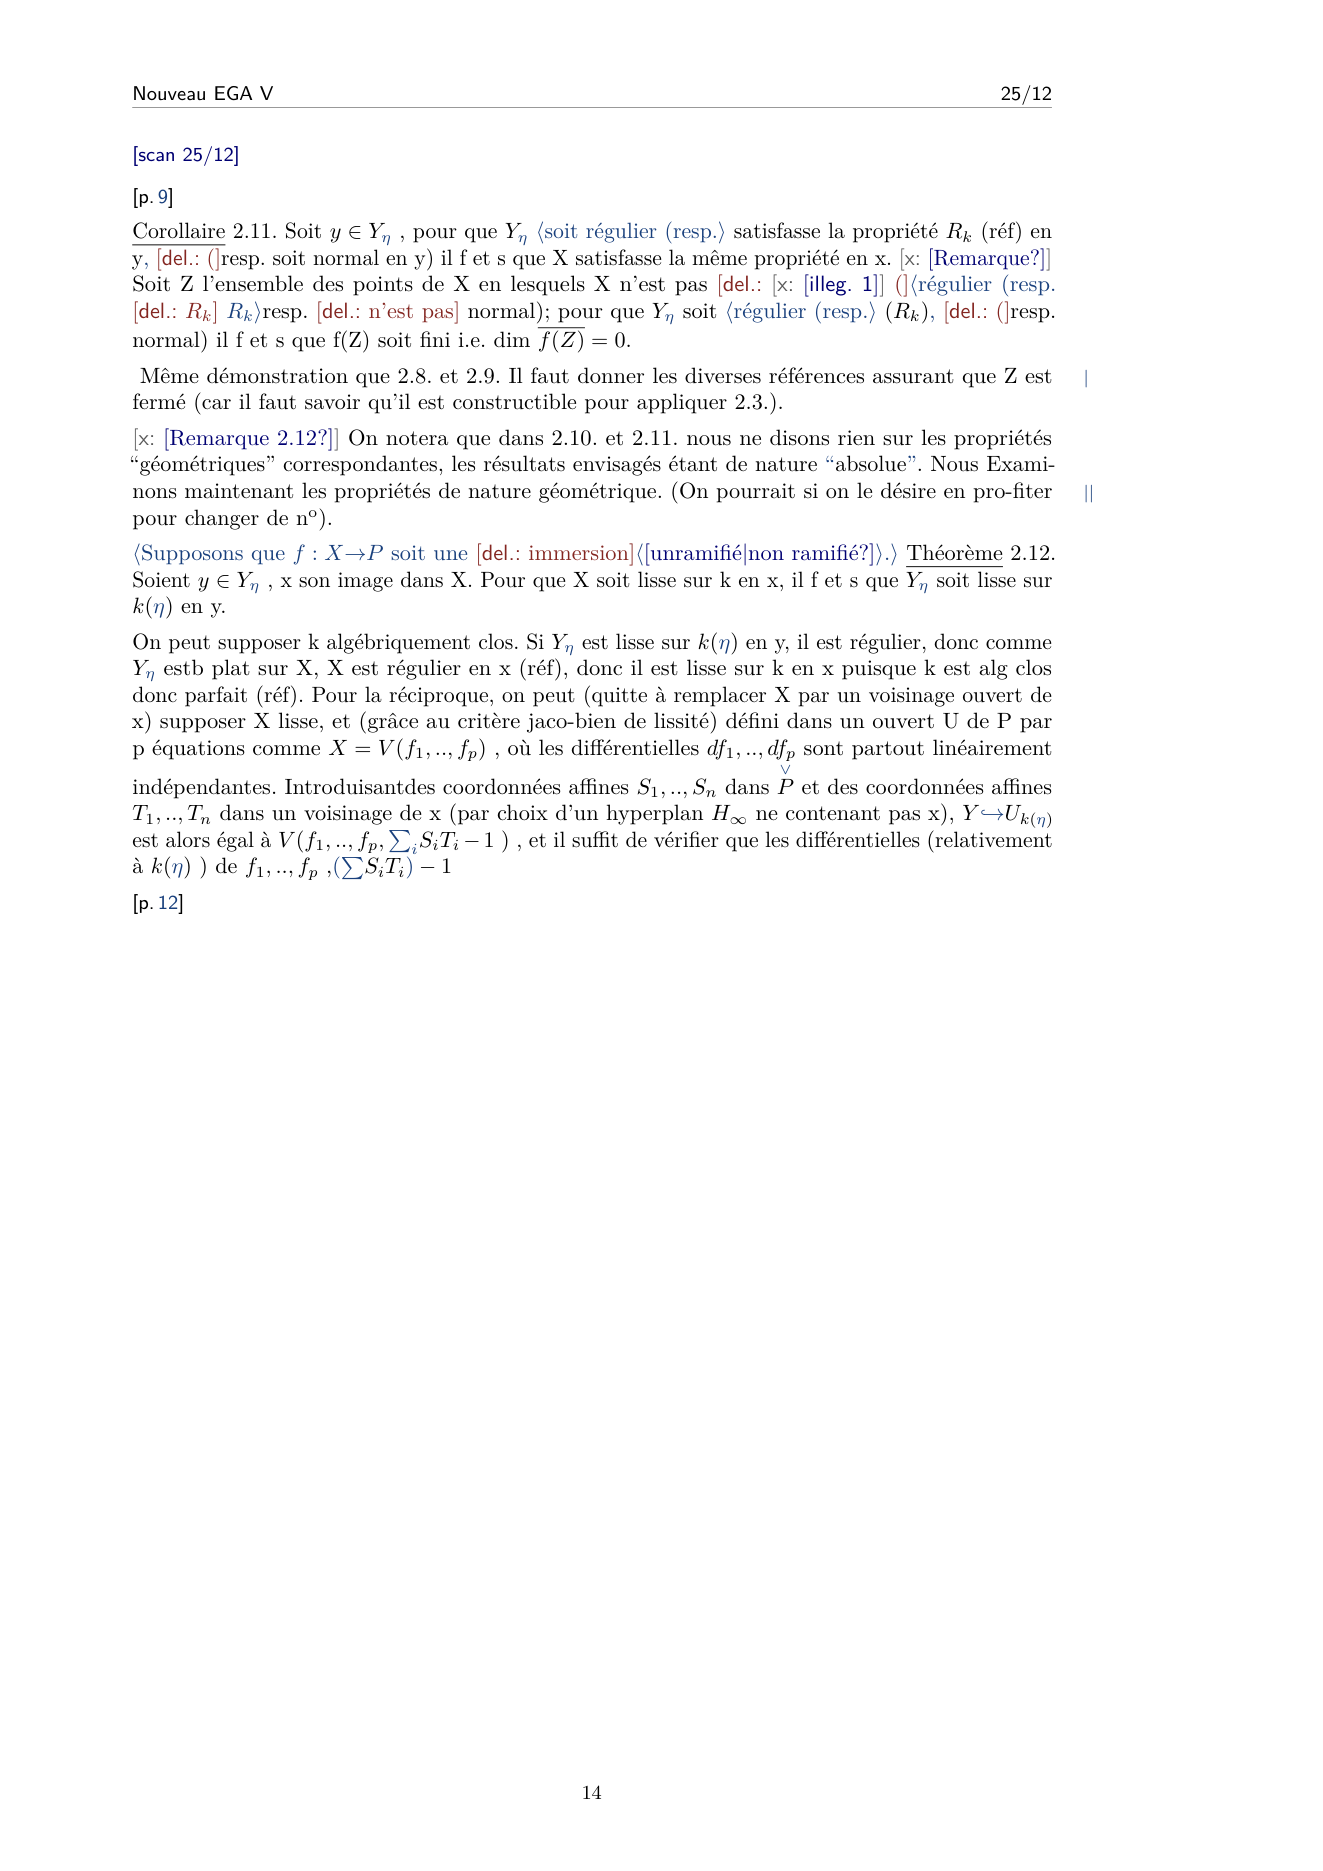 Nouveau EGA V 25/12
[scan 25/12]
[p. 9]
Corollaire 2.11. Soit y ∈ Y_η , pour que Y_η ⟨soit régulier (resp.⟩ satisfasse la propriété R_k (réf) en
y, [del.: (]resp. soit normal en y) il f et s que X satisfasse la même propriété en x. [x: [Remarque?]]
Soit Z l'ensemble des points de X en lesquels X n'est pas [del.: [x: [illeg. 1]] (]⟨régulier (resp.
[del.: R_k] R_k⟩resp. [del.: n'est pas] normal); pour que Y_η soit ⟨régulier (resp.⟩ (R_k), [del.: (]resp.
normal) il f et s que f(Z) soit fini i.e. dim \overline{f(Z)} = 0.
Même démonstration que 2.8. et 2.9. Il faut donner les diverses références assurant que Z est |
fermé (car il faut savoir qu'il est constructible pour appliquer 2.3.).
[x: [Remarque 2.12?]] On notera que dans 2.10. et 2.11. nous ne disons rien sur les propriétés
“géométriques” correspondantes, les résultats envisagés étant de nature “absolue”. Nous Exami-
nons maintenant les propriétés de nature géométrique. (On pourrait si on le désire en pro-fiter ||
pour changer de nº).
⟨Supposons que f : X→P soit une [del.: immersion]⟨[unramifié|non ramifié?]⟩.⟩ Théorème 2.12.
Soient y ∈ Y_η , x son image dans X. Pour que X soit lisse sur k en x, il f et s que Y_η soit lisse sur
k(η) en y.
On peut supposer k algébriquement clos. Si Y_η est lisse sur k(η) en y, il est régulier, donc comme
Y_η estb plat sur X, X est régulier en x (réf), donc il est lisse sur k en x puisque k est alg clos
donc parfait (réf). Pour la réciproque, on peut (quitte à remplacer X par un voisinage ouvert de
x) supposer X lisse, et (grâce au critère jaco-bien de lissité) défini dans un ouvert U de P par
p équations comme X = V(f_1, .., f_p) , où les différentielles df_1, .., df_p sont partout linéairement
indépendantes. Introduisantdes coordonnées affines S_1, .., S_n dans \overset{∨}{P} et des coordonnées affines
T_1, .., T_n dans un voisinage de x (par choix d'un hyperplan H_∞ ne contenant pas x), Y↪U_{k(η)}
est alors égal à V(f_1, .., f_p, ∑_i S_iT_i − 1 ) , et il suffit de vérifier que les différentielles (relativement
à k(η) ) de f_1, .., f_p ,(∑S_iT_i) − 1
[p. 12]
14